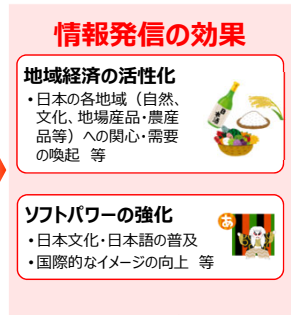 情報発信の効果
地域経済の活性化
・日本の各地域（自然、
文化、地場産品・農産
品等）への関心・需要
の喚起 等
ソフトパワーの強化
・日本文化・日本語の普及
・国際的なイメージの向上 等
あ